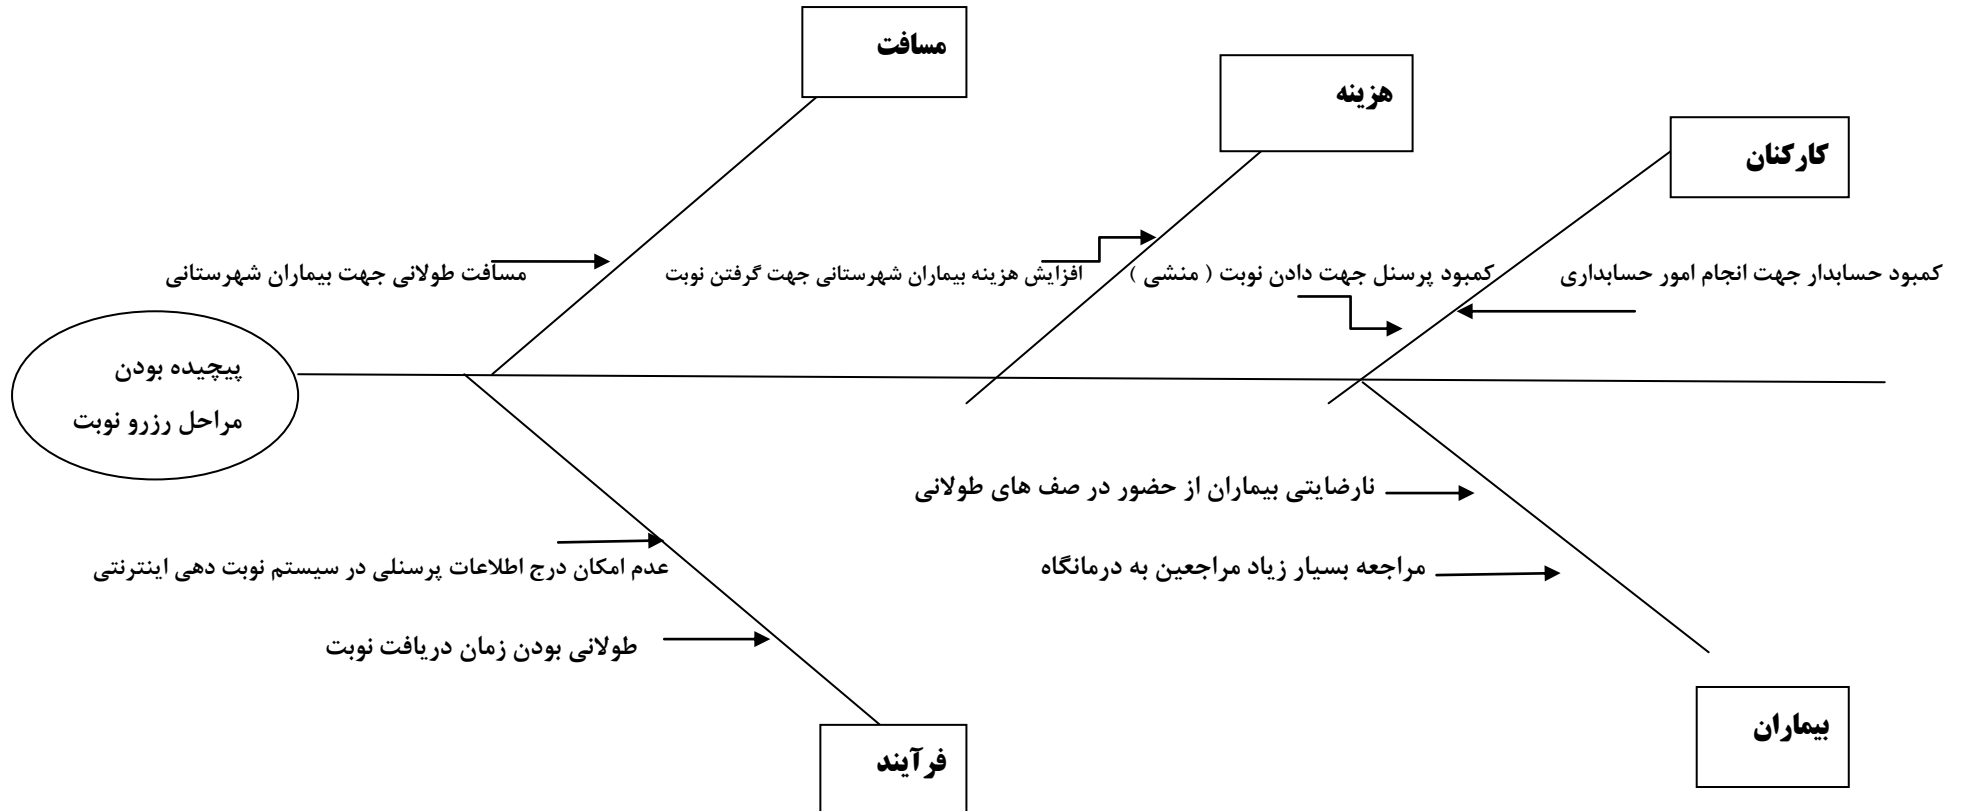 مسافت
هزینه
کارکنان
کمبود حسابدار جهت انجام امور حسابداری
کمبود پرسنل جهت دادن نوبت ( منشی )
افزایش هزینه بیماران شهرستانی جهت گرفتن نوبت
مسافت طولانی جهت بیماران شهرستانی
پیچیده بودن
مراحل رزرو نوبت
نارضایتی بیماران از حضور در صف های طولانی
مراجعه بسیار زیاد مراجعین به درمانگاه
عدم امکان درج اطلاعات پرسنلی در سیستم نوبت دهی اینترنتی
طولانی بودن زمان دریافت نوبت
بیماران
فرآیند